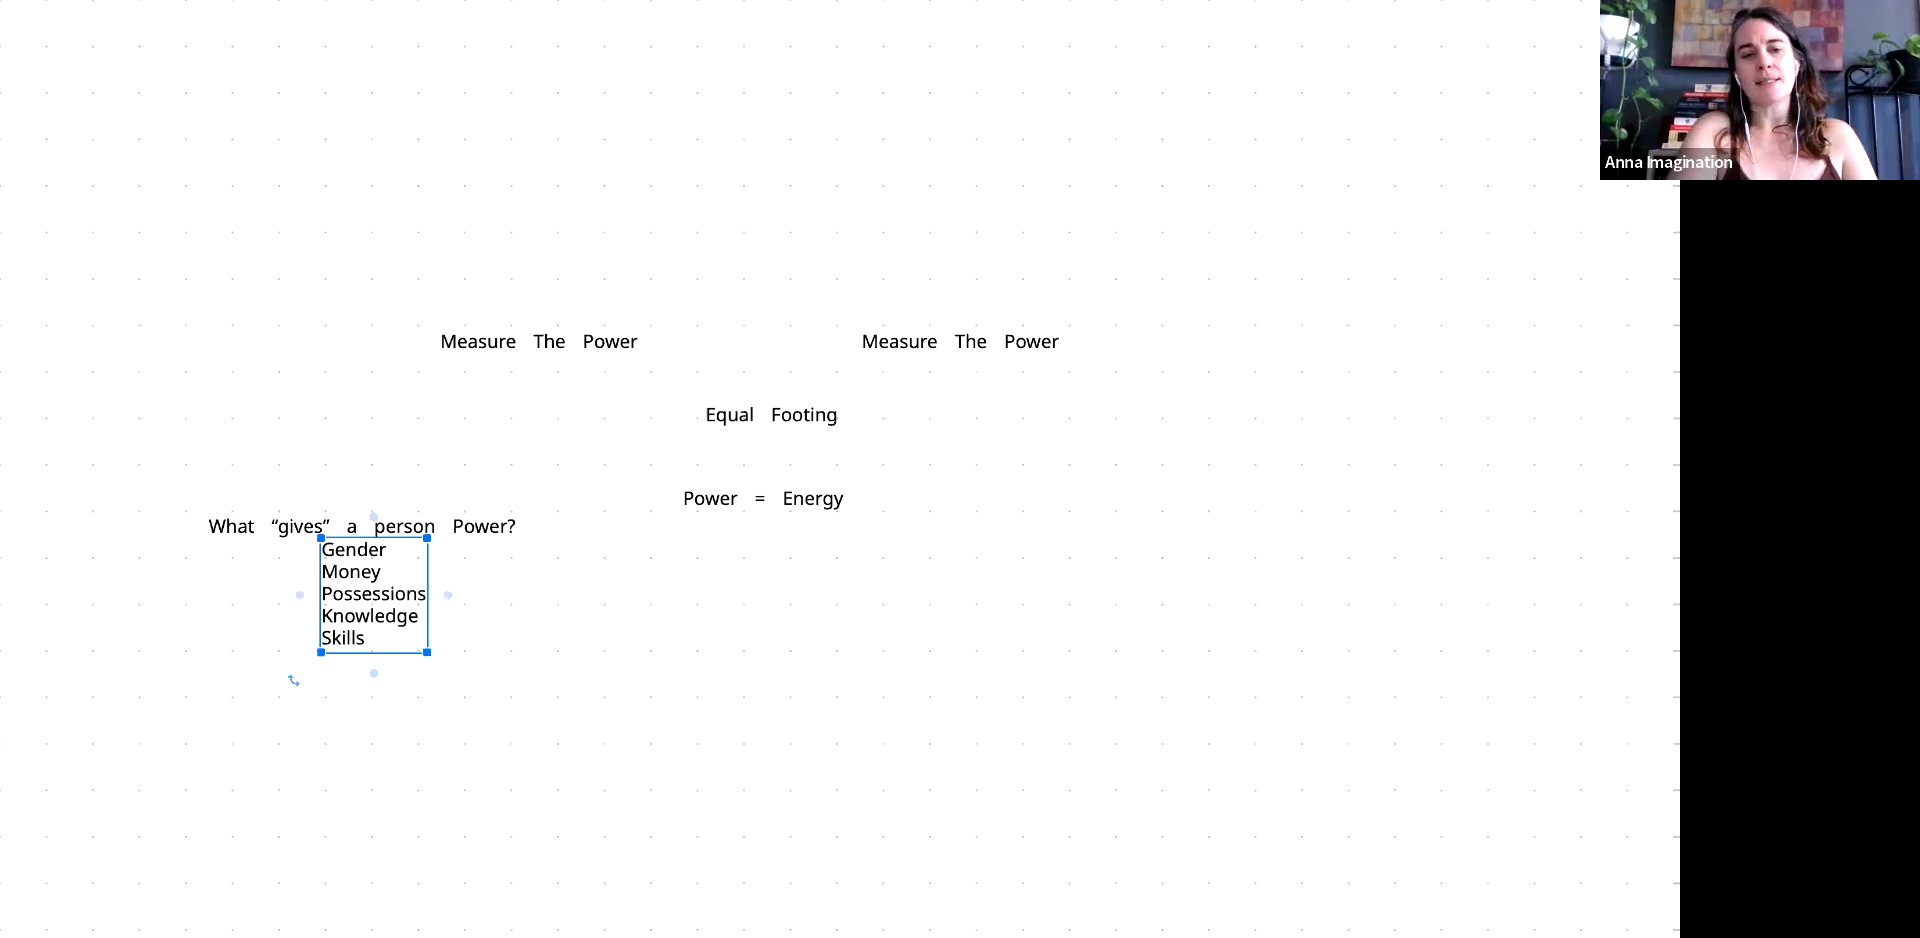 Anna Imagination
Measure The Power
Measure The Power
Equal Footing
Power = Energy
What “gives” a person Power?
Gender
Money
Possessions
Knowledge
Skills